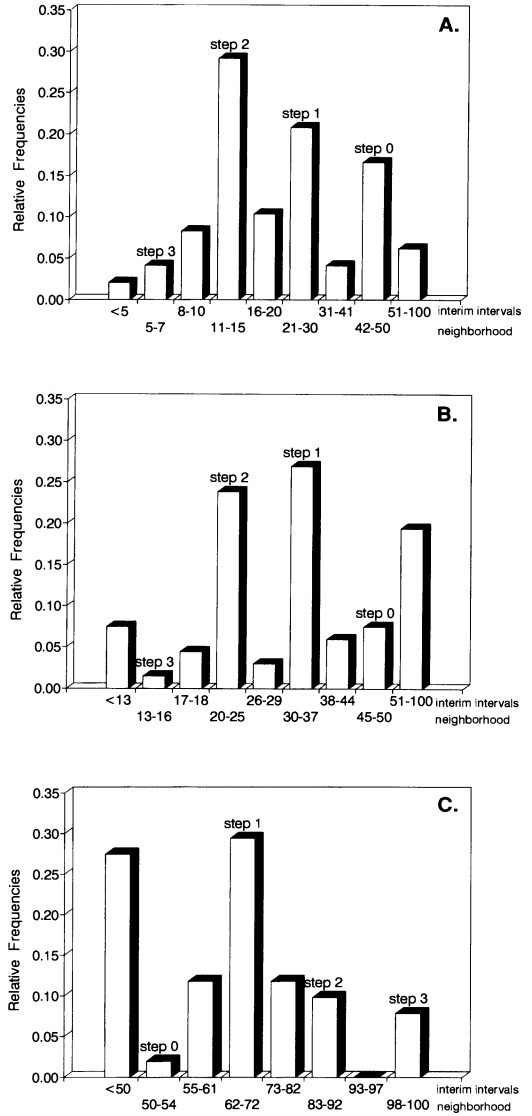 A.
0.35
0.30
0.25
0.20
0.15
0.10
0.05
0.00
Relative Frequencies
step 3
step 2
step 1
step 0
<5 8-10 16-20 31-41 51-100 interim intervals
5-7 11-15 21-30 42-50 neighborhood
B.
0.35
0.30
0.25
0.20
0.15
0.10
0.05
0.00
Relative Frequencies
step 3
step 2
step 1
step 0
<13 17-18 26-29 38-44 51-100 interim intervals
13-16 20-25 30-37 45-50 neighborhood
C.
0.35
0.30
0.25
0.20
0.15
0.10
0.05
0.00
Relative Frequencies
step 0
step 1
step 2
step 3
<50 55-61 73-82 93-97 interim intervals
50-54 62-72 83-92 98-100 neighborhood